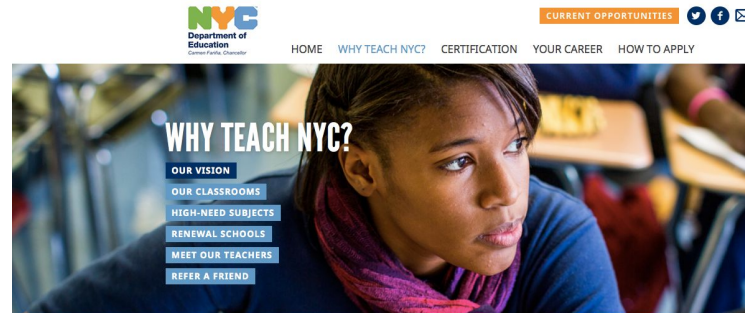 NYC
CURRENT OPPORTUNITIES
Department of
Education
Carmen Fariña, Chancellor
HOME WHY TEACH NYC? CERTIFICATION YOUR CAREER HOW TO APPLY
WHY TEACH NYC?
OUR VISION
OUR CLASSROOMS
HIGH-NEED SUBJECTS
RENEWAL SCHOOLS
MEET OUR TEACHERS
REFER A FRIEND